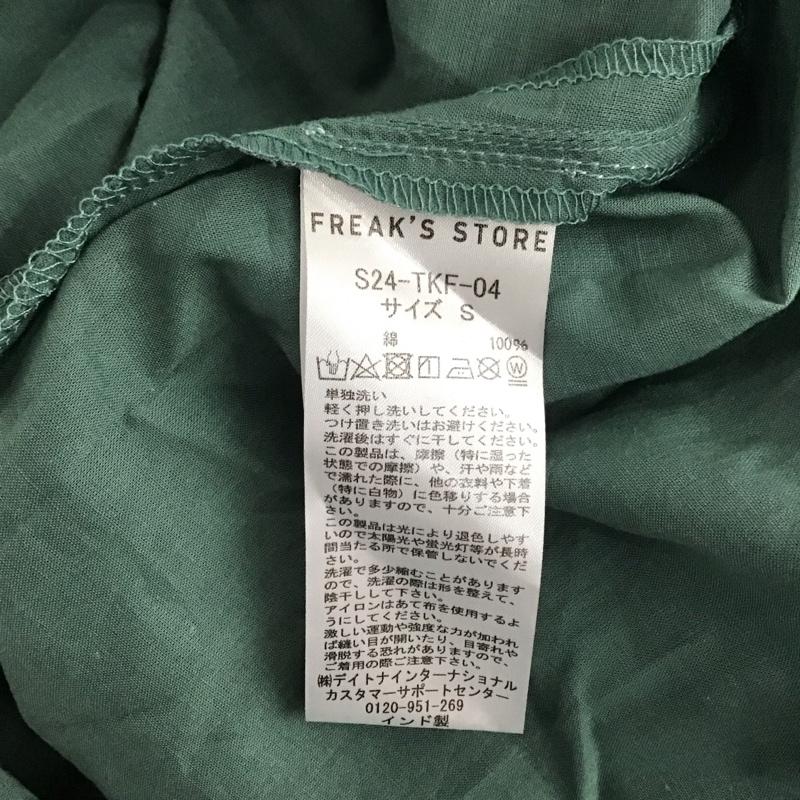 FREAK'S STORE
S24-TKF-04
サイズ S
綿 100%
単独洗い
軽く押し洗いしてください。
つけ置き洗いはお避けください。
洗濯後はすぐに干してください。
この製品は、摩擦（特に湿った
状態での摩擦）や、汗や雨など
で濡れた際に、他の衣料や下着
（特に白物）に色移りする場合
がありますので、十分ご注意下
さい。
この製品は光により退色しやす
いので太陽光や蛍光灯等が長時
間当たる所で保管しないでくだ
さい。
洗濯で多少縮むことがあります
ので、洗濯の際は形を整えて、
陰干しして下さい。
アイロンはあて布を使用するよ
うにしてください。
激しい運動や強度な力が加われ
ば縫い目が開いたり、目寄れや
滑脱する恐れがありますので、
ご着用の際ご注意下さい。
㈱デイトナインターナショナル
カスタマーサポートセンター
0120-951-269
インド製